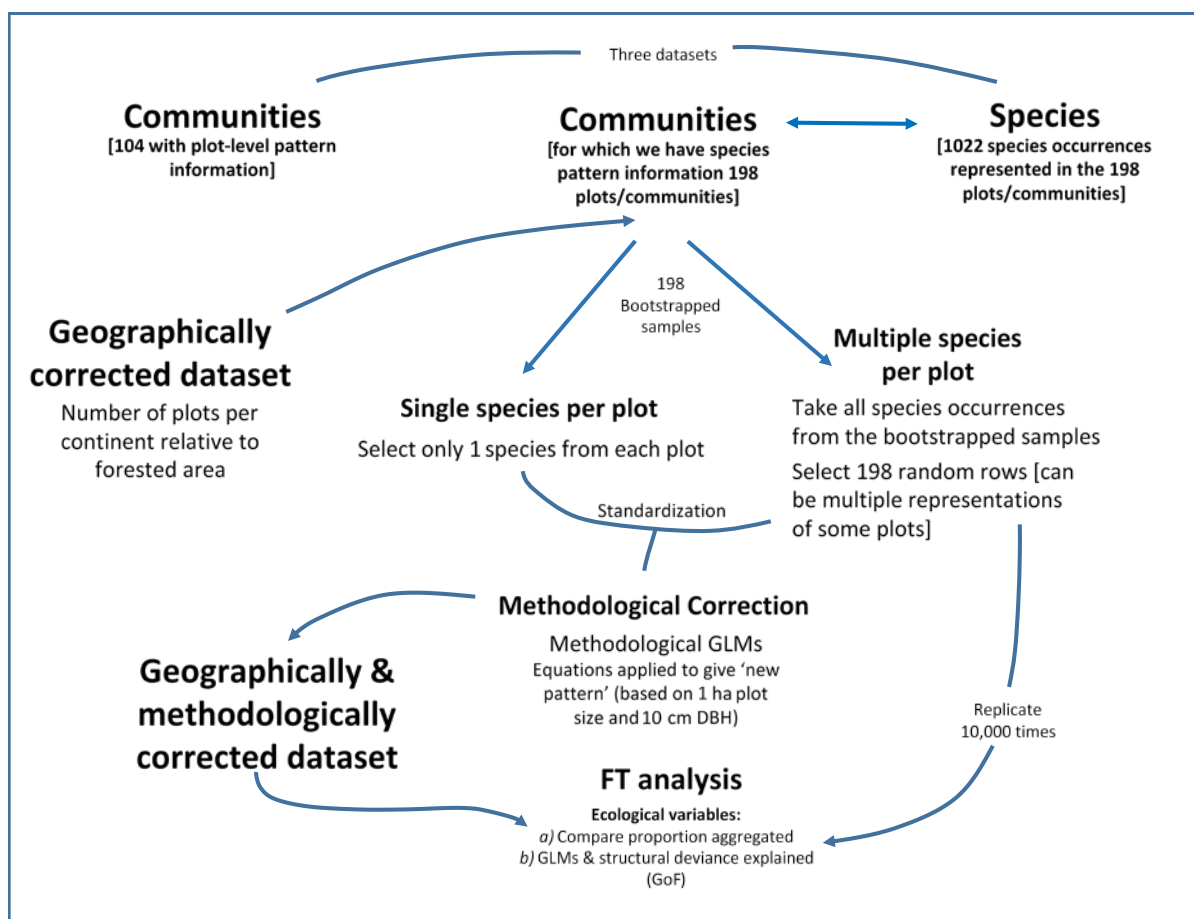 Three datasets
Communities
[104 with plot-level pattern
information]
Communities
[for which we have species
pattern information 198
plots/communities]
Species
[1022 species occurrences
represented in the 198
plots/communities]
198
Bootstrapped
samples
Geographically
corrected dataset
Number of plots per
continent relative to
forested area
Single species per plot
Select only 1 species from each plot
Multiple species
per plot
Take all species occurrences
from the bootstrapped samples
Select 198 random rows [can
be multiple representations
of some plots]
Standardization
Methodological Correction
Methodological GLMs
Equations applied to give ‘new
pattern’ (based on 1 ha plot
size and 10 cm DBH)
Geographically &
methodologically
corrected dataset
Replicate
10,000 times
FT analysis
Ecological variables:
a) Compare proportion aggregated
b) GLMs & structural deviance explained
(GoF)